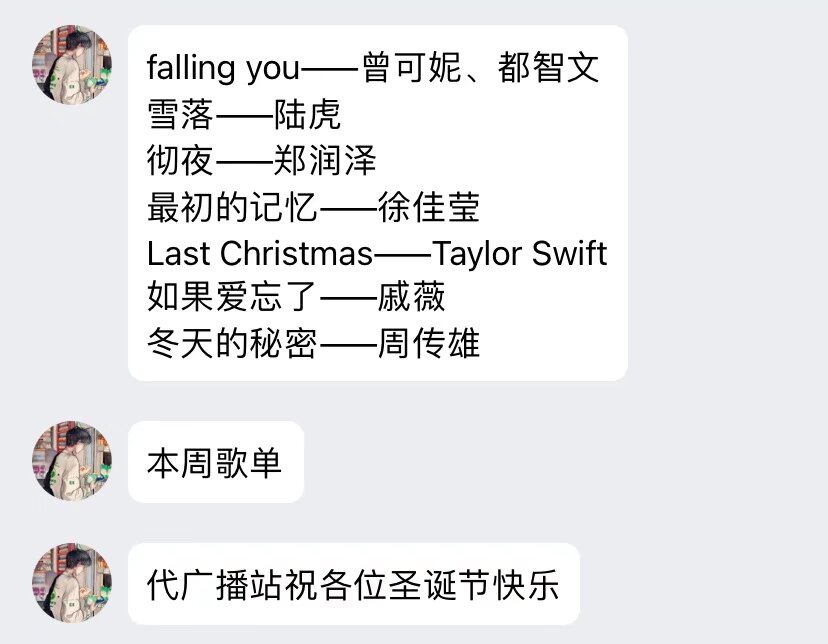 falling you——曾可妮、都智文
雪落——陆虎
彻夜——郑润泽
最初的记忆——徐佳莹
Last Christmas——Taylor Swift
如果爱忘了——戚薇
冬天的秘密——周传雄
本周歌单
代广播站祝各位圣诞节快乐